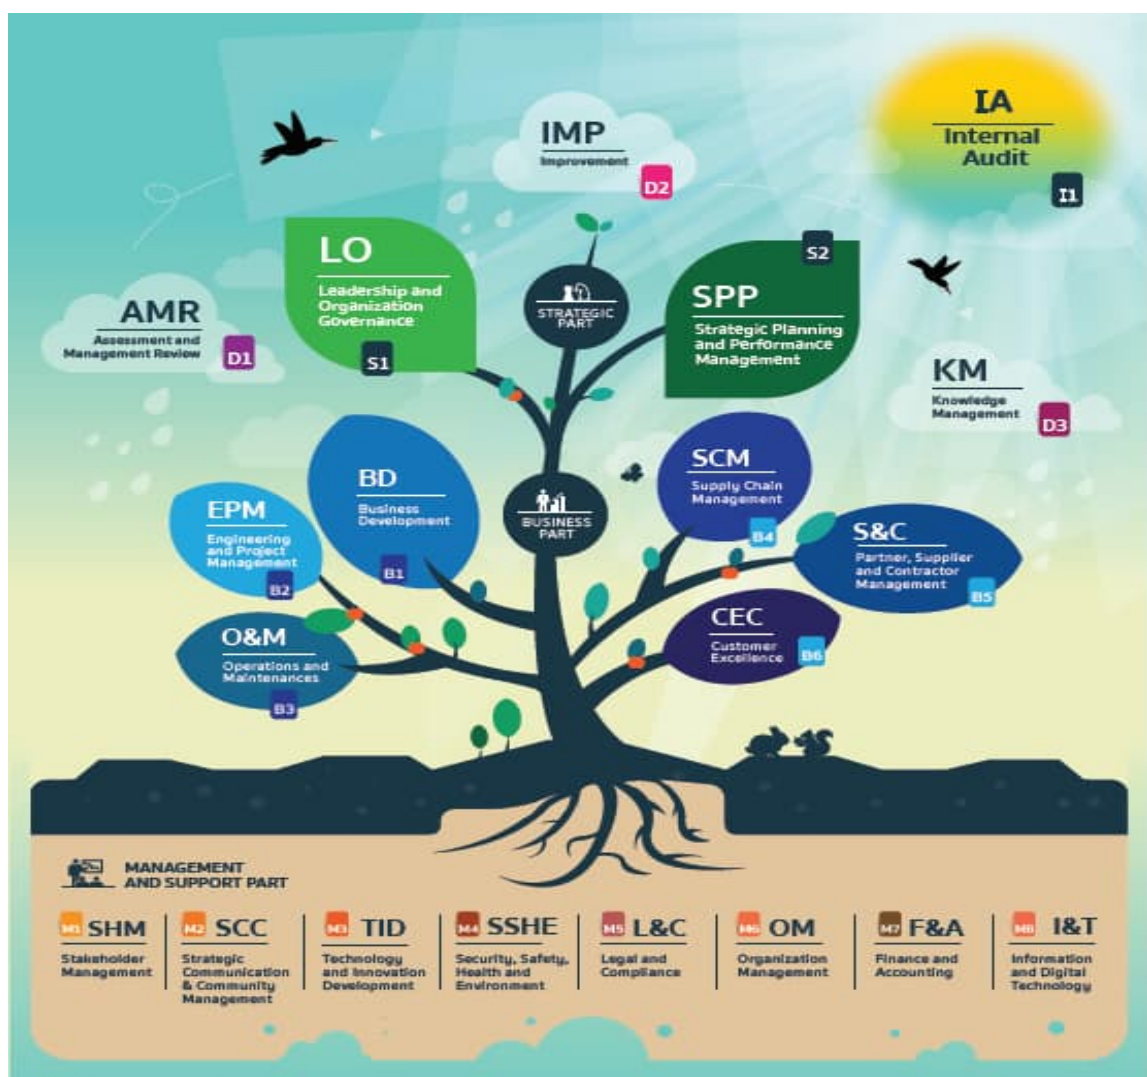 IA
Internal
Audit
I1
IMP
Improvement
D2
LO
Leadership and
Organization
Governance
S1
STRATEGIC
PART
S2
SPP
Strategic Planning
and Performance
Management
AMR
Assessment and
Management Review
D1
KM
Knowledge
Management
D3
BD
Business
Development
B1
BUSINESS
PART
SCM
Supply Chain
Management
B4
EPM
Engineering
and Project
Management
B2
S&C
Partner, Supplier
and Contractor
Management
B5
O&M
Operations and
Maintenances
B3
CEC
Customer
Excellence
B6
MANAGEMENT
AND SUPPORT PART
M1 SHM
Stakeholder
Management
M2 SCC
Strategic
Communication
& Community
Management
M3 TID
Technology
and Innovation
Development
M4 SSHE
Security, Safety,
Health and
Environment
M5 L&C
Legal and
Compliance
M6 OM
Organization
Management
M7 F&A
Finance and
Accounting
M8 I&T
Information
and Digital
Technology